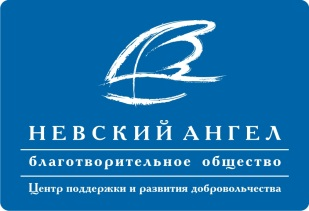 НЕВСКИЙ АНГЕЛ
благотворительное общество
Центр поддержки и развития добровольчества